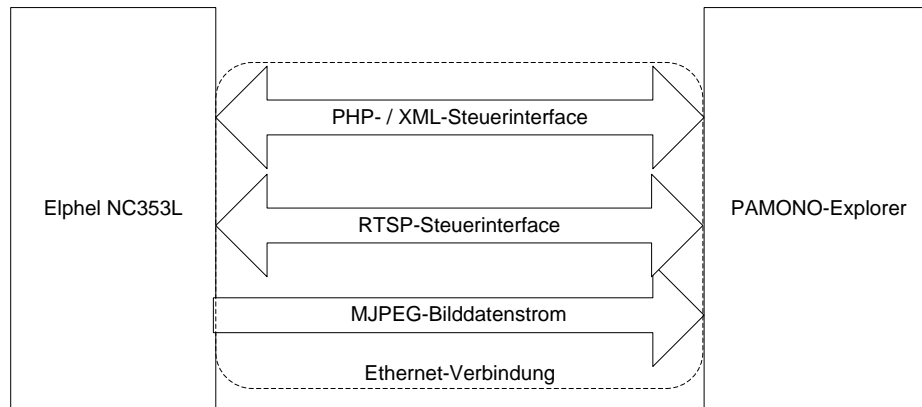 PHP- / XML-Steuerinterface
Elphel NC353L
RTSP-Steuerinterface
PAMONO-Explorer
MJPEG-Bilddatenstrom
Ethernet-Verbindung